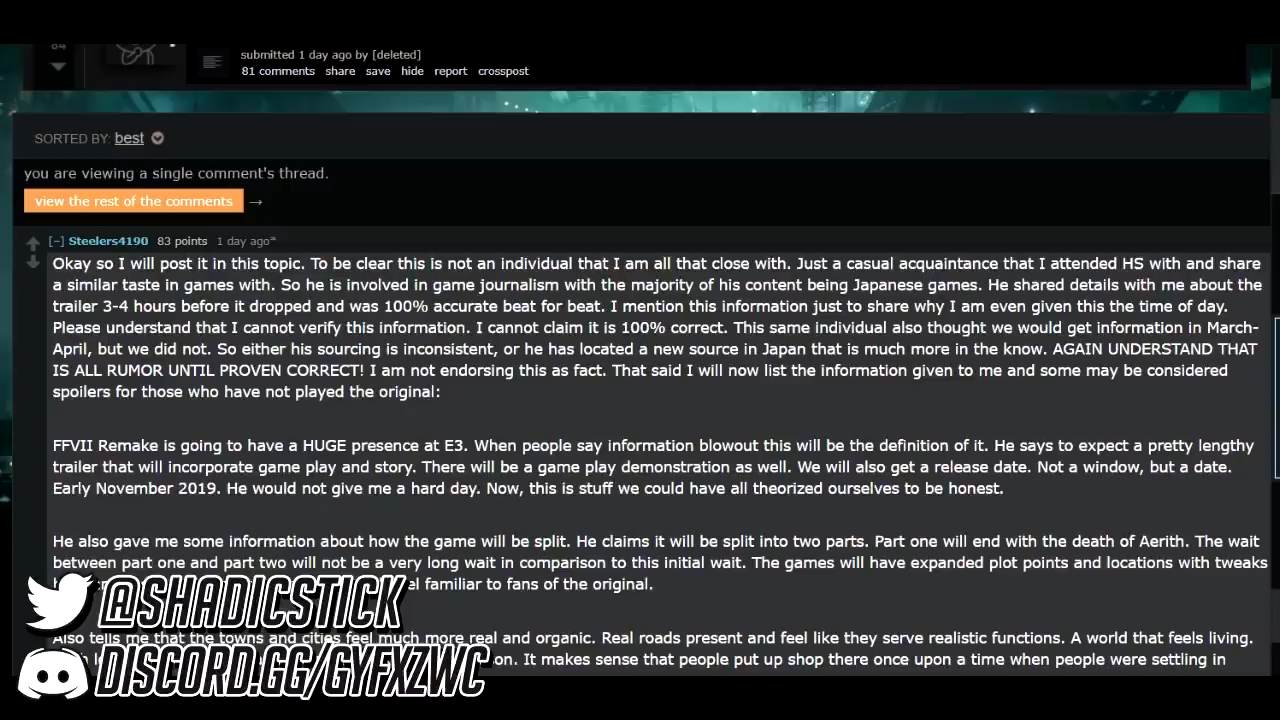 84
submitted 1 day ago by [deleted]
81 comments share save hide report crosspost
SORTED BY: best
you are viewing a single comment's thread.
view the rest of the comments →
[–] Steelers4190 83 points 1 day ago*
Okay so I will post it in this topic. To be clear this is not an individual that I am all that close with. Just a casual acquaintance that I attended HS with and share
a similar taste in games with. So he is involved in game journalism with the majority of his content being Japanese games. He shared details with me about the
trailer 3-4 hours before it dropped and was 100% accurate beat for beat. I mention this information just to share why I am even given this the time of day.
Please understand that I cannot verify this information. I cannot claim it is 100% correct. This same individual also thought we would get information in March-
April, but we did not. So either his sourcing is inconsistent, or he has located a new source in Japan that is much more in the know. AGAIN UNDERSTAND THAT
IS ALL RUMOR UNTIL PROVEN CORRECT! I am not endorsing this as fact. That said I will now list the information given to me and some may be considered
spoilers for those who have not played the original:
FFVII Remake is going to have a HUGE presence at E3. When people say information blowout this will be the definition of it. He says to expect a pretty lengthy
trailer that will incorporate game play and story. There will be a game play demonstration as well. We will also get a release date. Not a window, but a date.
Early November 2019. He would not give me a hard day. Now, this is stuff we could have all theorized ourselves to be honest.
He also gave me some information about how the game will be split. He claims it will be split into two parts. Part one will end with the death of Aerith. The wait
between part one and part two will not be a very long wait in comparison to this initial wait. The games will have expanded plot points and locations with tweaks
familiar to fans of the original.
@SHADICSTICK
Also tells me that the towns and cities feel much more real and organic. Real roads present and feel like they serve realistic functions. A world that feels living.
It makes sense that people put up shop there once upon a time when people were settling in
DISCORD.GG/GYFXZWC